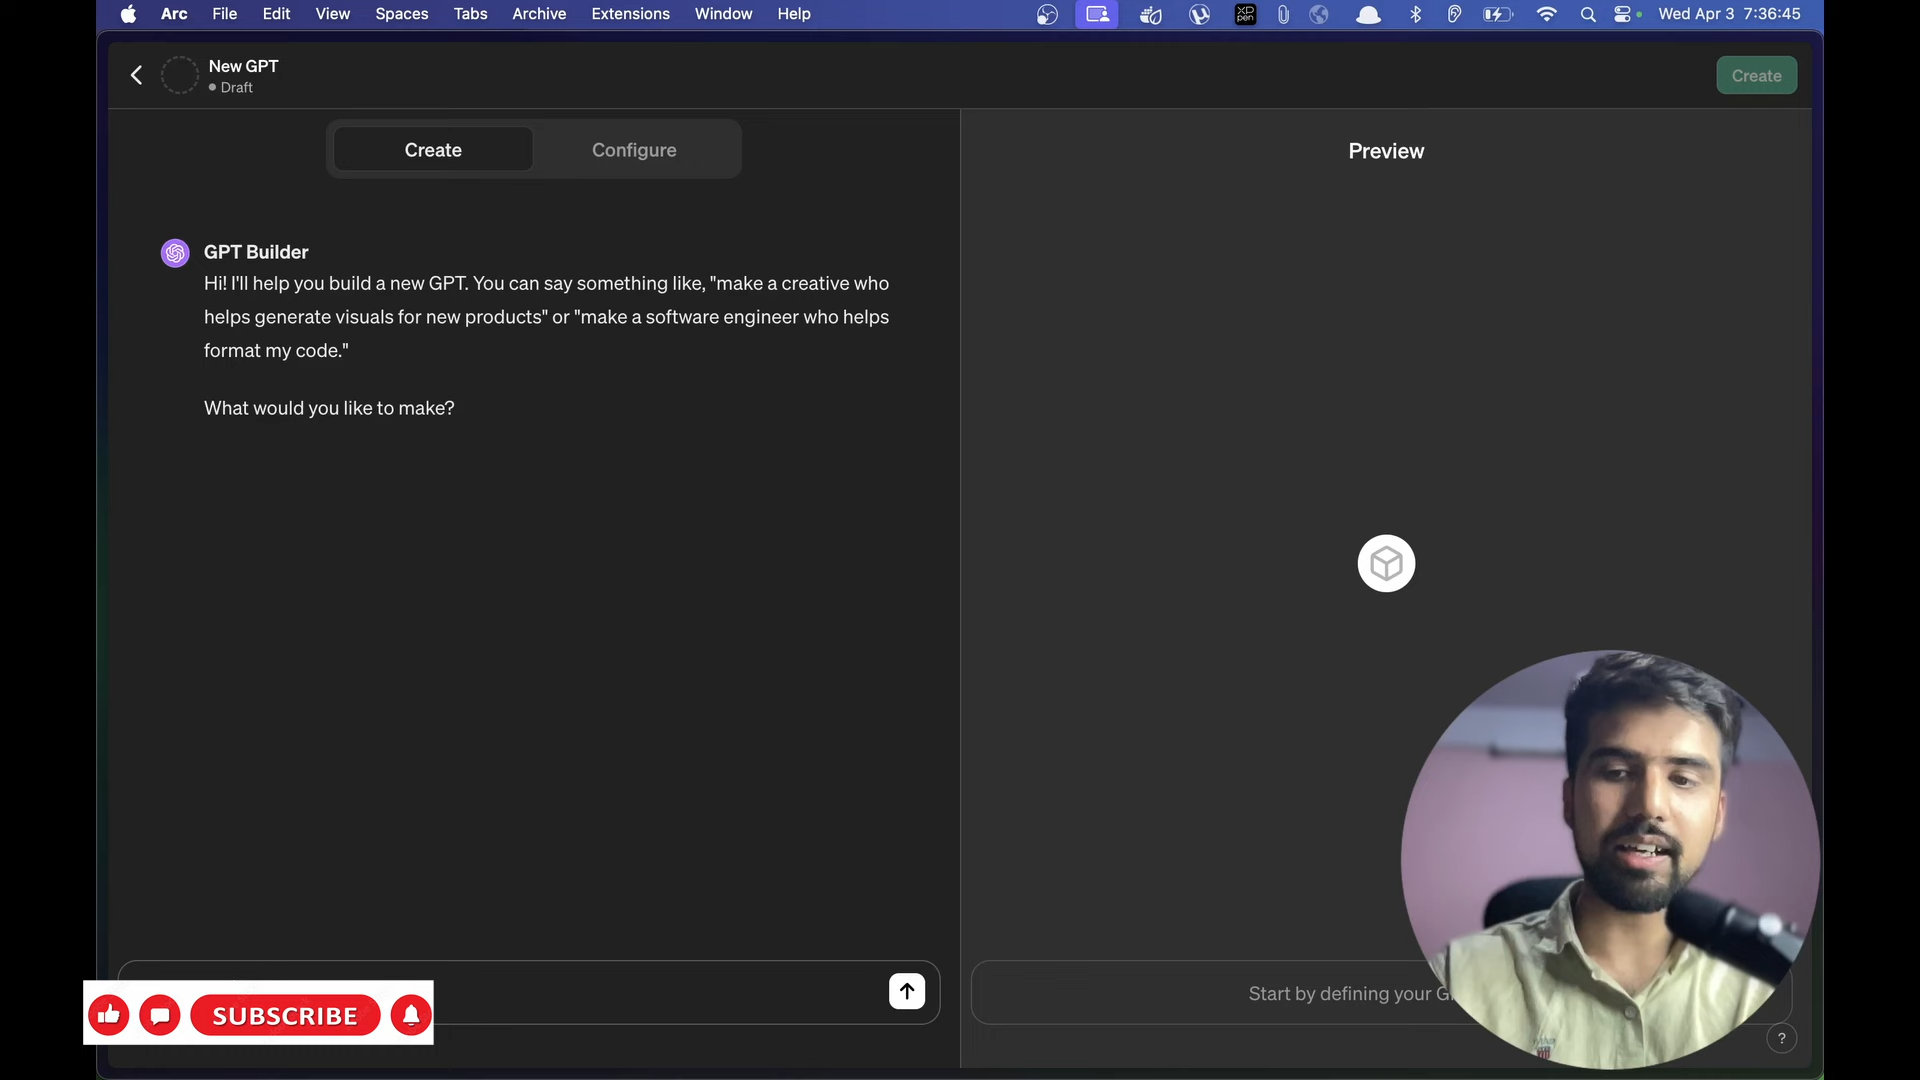 Arc File Edit View Spaces Tabs Archive Extensions Window Help XP pen Wed Apr 3 7:36:45
New GPT
Draft
Create
Create Configure
Preview
GPT Builder
Hi! I'll help you build a new GPT. You can say something like, "make a creative who
helps generate visuals for new products" or "make a software engineer who helps
format my code."
What would you like to make?
Start by defining your G
SUBSCRIBE
?